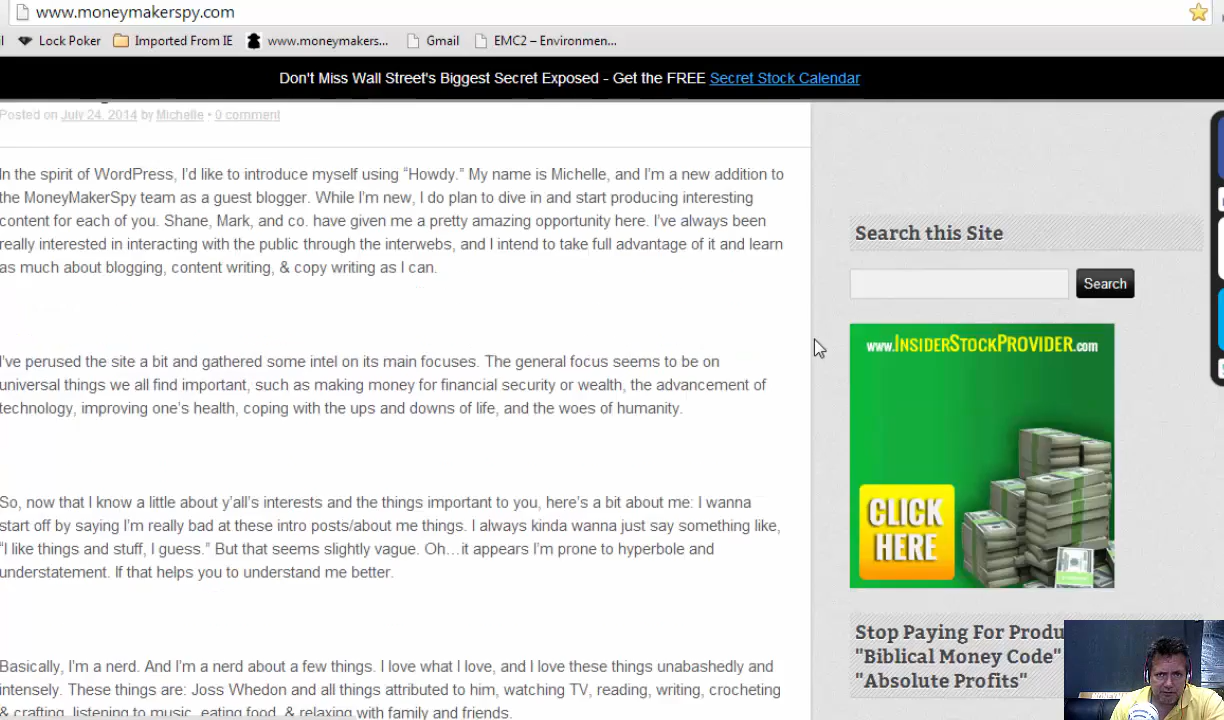 www.moneymakerspy.com
Lock Poker Imported From IE www.moneymakers... Gmail EMC2 – Environmen...
Don't Miss Wall Street's Biggest Secret Exposed - Get the FREE Secret Stock Calendar
Posted on July 24, 2014 by Michelle • 0 comment
In the spirit of WordPress, I'd like to introduce myself using “Howdy.” My name is Michelle, and I'm a new addition to
the MoneyMakerSpy team as a guest blogger. While I'm new, I do plan to dive in and start producing interesting
content for each of you. Shane, Mark, and co. have given me a pretty amazing opportunity here. I've always been
really interested in interacting with the public through the interwebs, and I intend to take full advantage of it and learn
as much about blogging, content writing, & copy writing as I can.
I've perused the site a bit and gathered some intel on its main focuses. The general focus seems to be on
universal things we all find important, such as making money for financial security or wealth, the advancement of
technology, improving one's health, coping with the ups and downs of life, and the woes of humanity.
So, now that I know a little about y'all's interests and the things important to you, here's a bit about me: I wanna
start off by saying I'm really bad at these intro posts/about me things. I always kinda wanna just say something like,
“I like things and stuff, I guess.” But that seems slightly vague. Oh…it appears I'm prone to hyperbole and
understatement. If that helps you to understand me better.
Basically, I'm a nerd. And I'm a nerd about a few things. I love what I love, and I love these things unabashedly and
intensely. These things are: Joss Whedon and all things attributed to him, watching TV, reading, writing, crocheting
& crafting, listening to music, eating food, & relaxing with family and friends.
Search this Site
Search
www.INSIDERSTOCKPROVIDER.com
CLICK
HERE
Stop Paying For Produ
"Biblical Money Code"
"Absolute Profits"